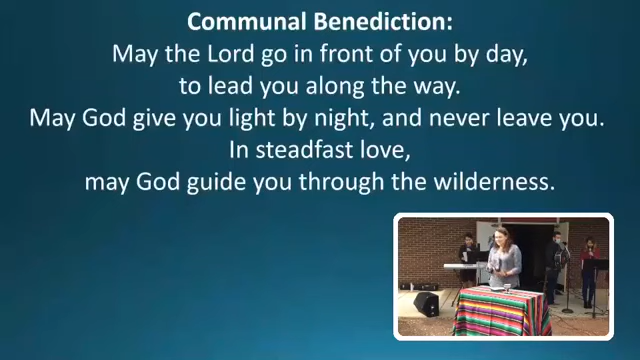 Communal Benediction:
May the Lord go in front of you by day,
to lead you along the way.
May God give you light by night, and never leave you.
In steadfast love,
may God guide you through the wilderness.